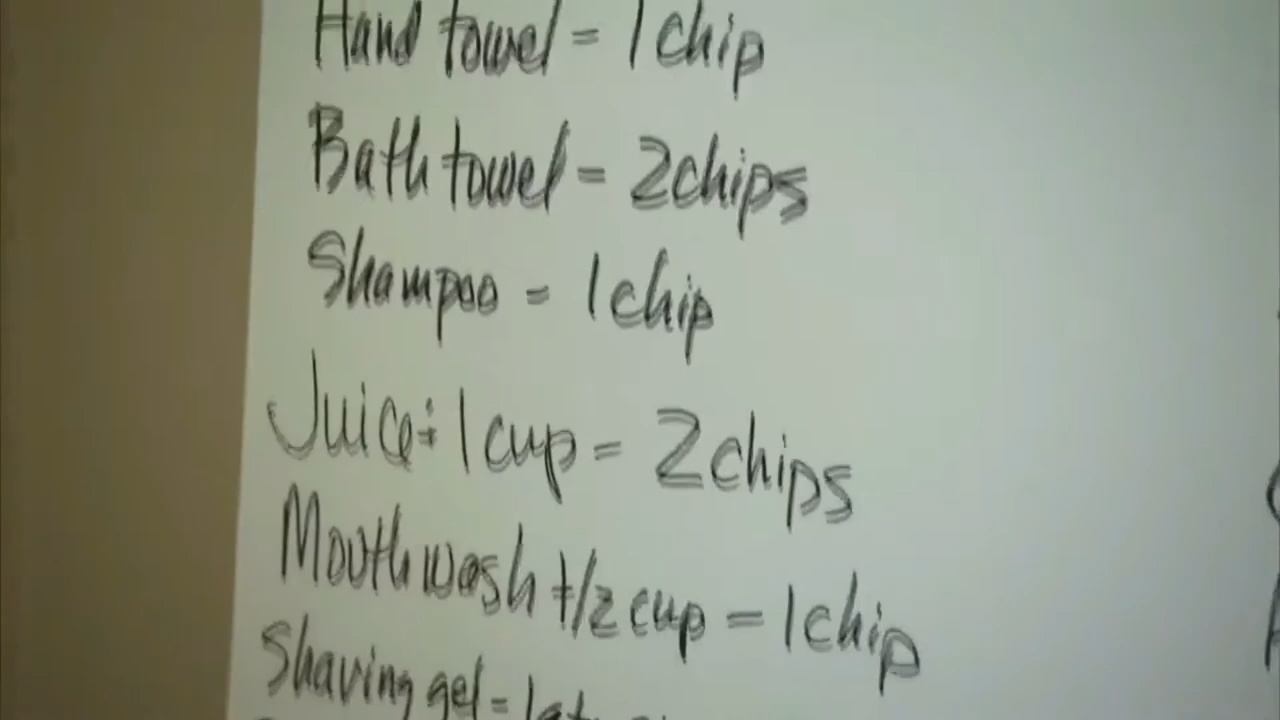 Hand towel = 1 chip
Bath towel = 2 chips
Shampoo = 1 chip
Juice: 1 cup = 2 chips
Mouthwash 1/2 cup = 1 chip
Shaving gel =